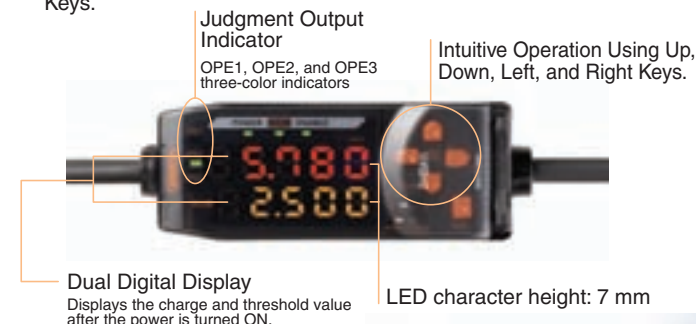 Keys.
Judgment Output
Indicator
OPE1, OPE2, and OPE3
three-color indicators
Intuitive Operation Using Up,
Down, Left, and Right Keys.
POWER ENABLE
5.780
2.500
Dual Digital Display
Displays the charge and threshold value
after the power is turned ON.
LED character height: 7 mm